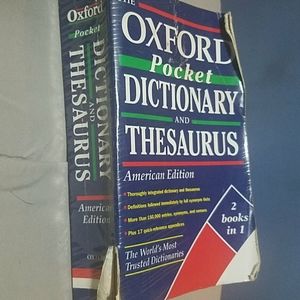 Oxford
Pocket
DICTIONARY
AND
THESAURUS
American
Edition
THE
OXFORD
Pocket
DICTIONARY
AND
THESAURUS
American Edition
• Thoroughly integrated dictionary and thesaurus
• Definitions followed immediately by full synonym lists
• More than 150,000 entries, synonyms, and senses
• Plus 17 quick-reference appendices
2
books
in 1
The World's Most
Trusted Dictionaries